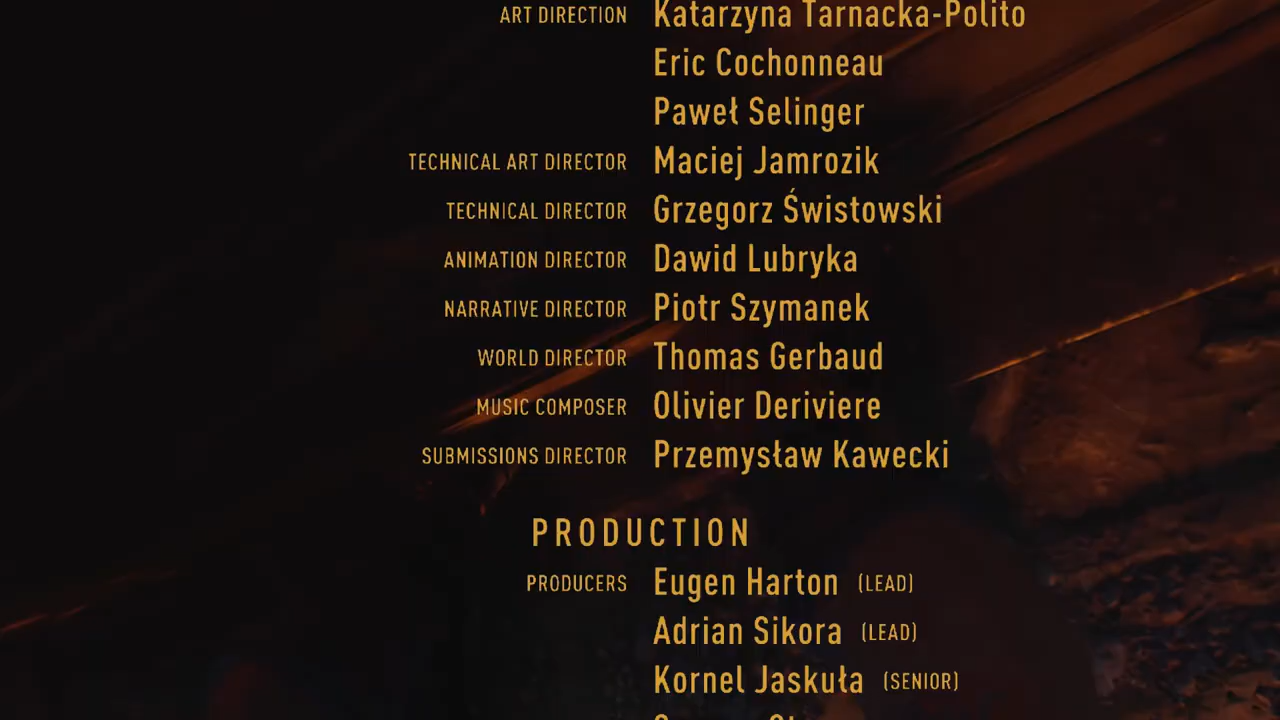 ART DIRECTION Katarzyna Tarnacka-Polito
Eric Cochonneau
Paweł Selinger
TECHNICAL ART DIRECTOR Maciej Jamrozik
TECHNICAL DIRECTOR Grzegorz Świstowski
ANIMATION DIRECTOR Dawid Lubryka
NARRATIVE DIRECTOR Piotr Szymanek
WORLD DIRECTOR Thomas Gerbaud
MUSIC COMPOSER Olivier Deriviere
SUBMISSIONS DIRECTOR Przemysław Kawecki
PRODUCTION
PRODUCERS Eugen Harton (LEAD)
Adrian Sikora (LEAD)
Kornel Jaskuła (SENIOR)